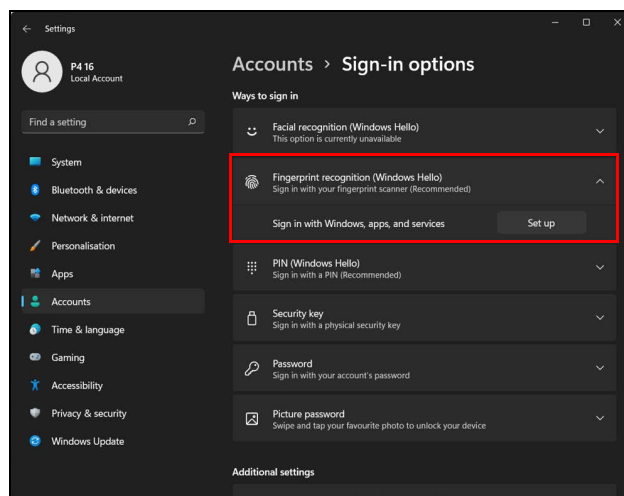 Settings
P4 16
Local Account
Find a setting
System
Bluetooth & devices
Network & internet
Personalisation
Apps
Accounts
Time & language
Gaming
Accessibility
Privacy & security
Windows Update
Accounts > Sign-in options
Ways to sign in
Facial recognition (Windows Hello)
This option is currently unavailable
Fingerprint recognition (Windows Hello)
Sign in with your fingerprint scanner (Recommended)
Sign in with Windows, apps, and services Set up
PIN (Windows Hello)
Sign in with a PIN (Recommended)
Security key
Sign in with a physical security key
Password
Sign in with your account's password
Picture password
Swipe and tap your favourite photo to unlock your device
Additional settings